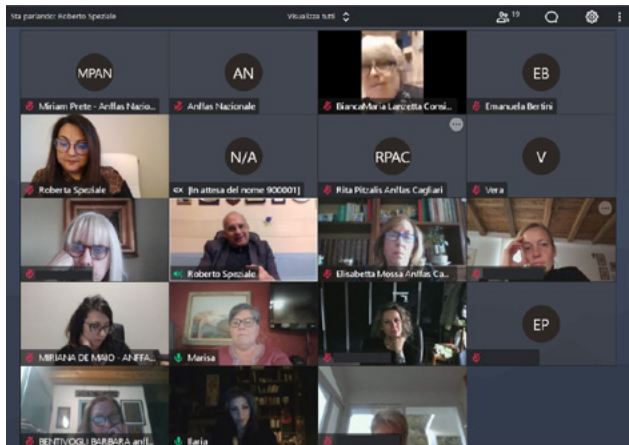 Sta parlando: Roberto Speziale
Visualizza tutti
19
MPAN
Miriam Prete - Anffas Nazio...
AN
Anffas Nazionale
BiancaMaria Lanzetta Consi...
EB
Emanuela Bertini
Roberta Speziale
N/A
[In attesa del nome 900001]
RPAC
Rita Pitzalis Anffas Cagliari
V
Vera
Roberto Speziale
Elisabetta Mossa Anffas Ca...
MIRIANA DE MAIO - ANFFA...
Marisa
EP
BENTIVOGLI BARBARA anf...
Ilaria